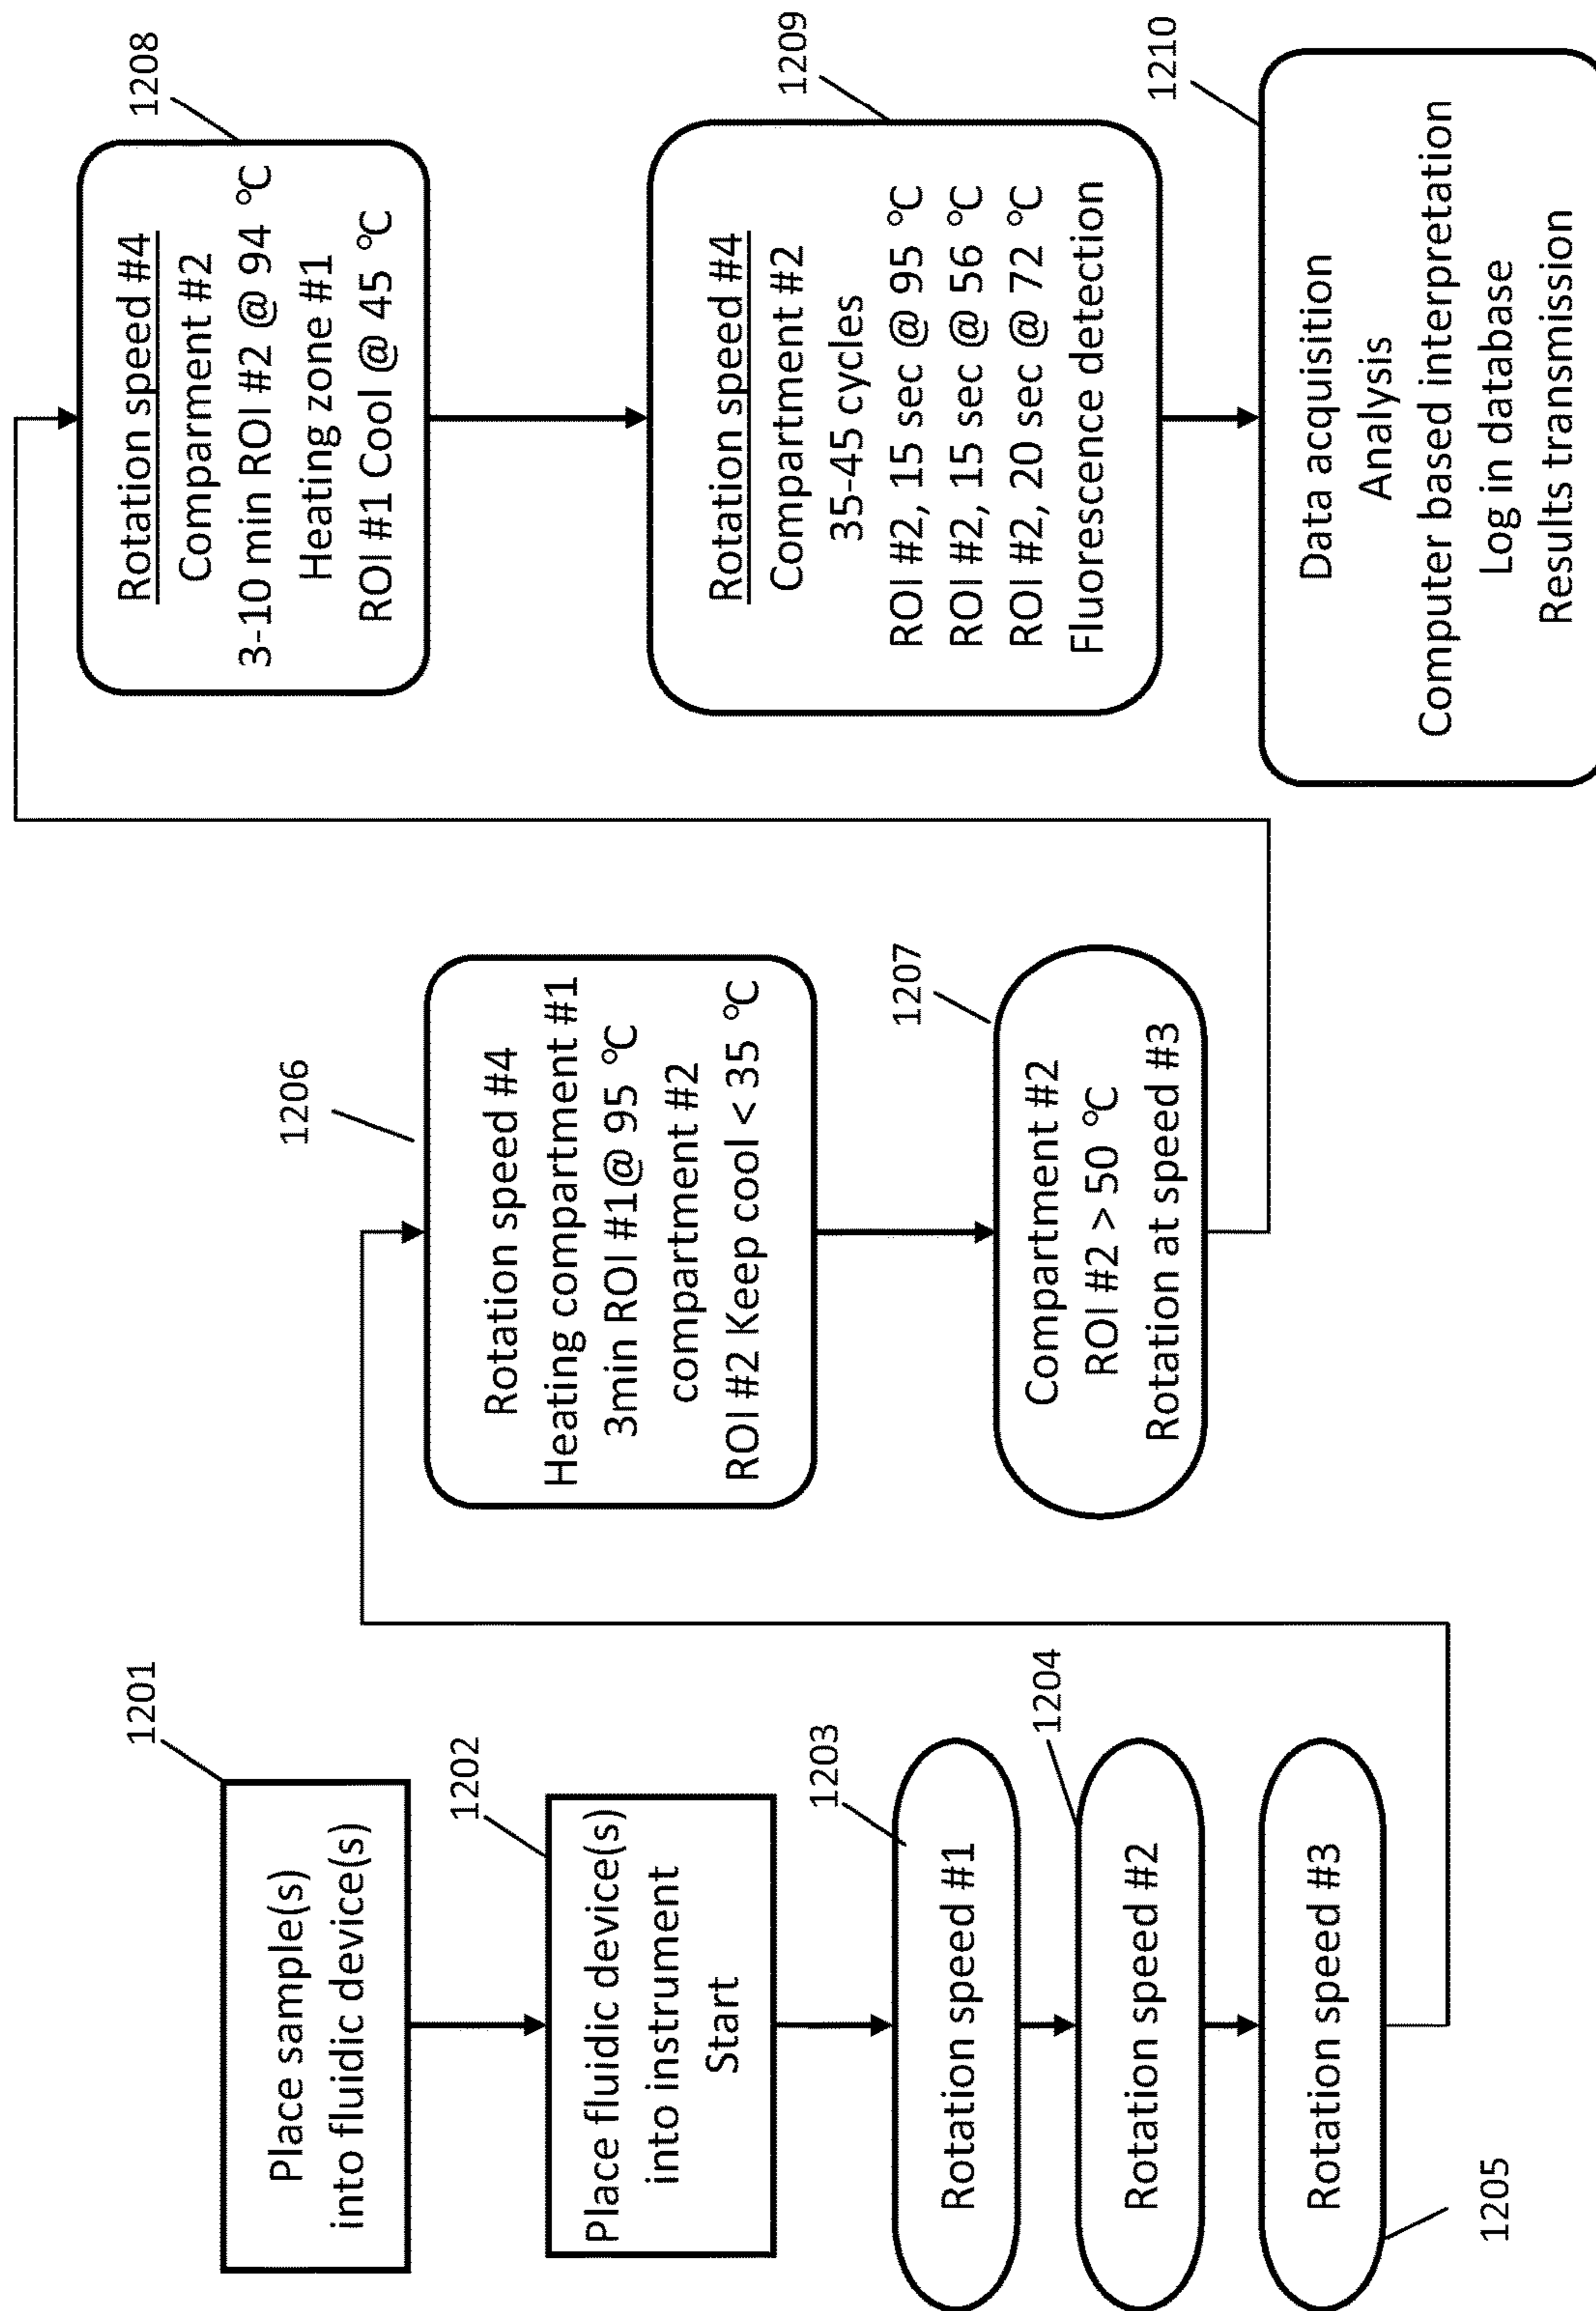 1201
Place sample(s)
into fluidic device(s)
1202
Place fluidic device(s)
into instrument
Start
1203
Rotation speed #1
1204
Rotation speed #2
Rotation speed #3
1205
1206
Rotation speed #4
Heating compartment #1
3min ROI #1@ 95 °C
compartment #2
ROI #2 Keep cool < 35 °C
1207
Compartment #2
ROI #2 > 50 °C
Rotation at speed #3
1208
Rotation speed #4
Comparment #2
3-10 min ROI #2 @ 94 °C
Heating zone #1
ROI #1 Cool @ 45 °C
1209
Rotation speed #4
Compartment #2
35-45 cycles
ROI #2, 15 sec @ 95 °C
ROI #2, 15 sec @ 56 °C
ROI #2, 20 sec @ 72 °C
Fluorescence detection
1210
Data acquisition
Analysis
Computer based interpretation
Log in database
Results transmission